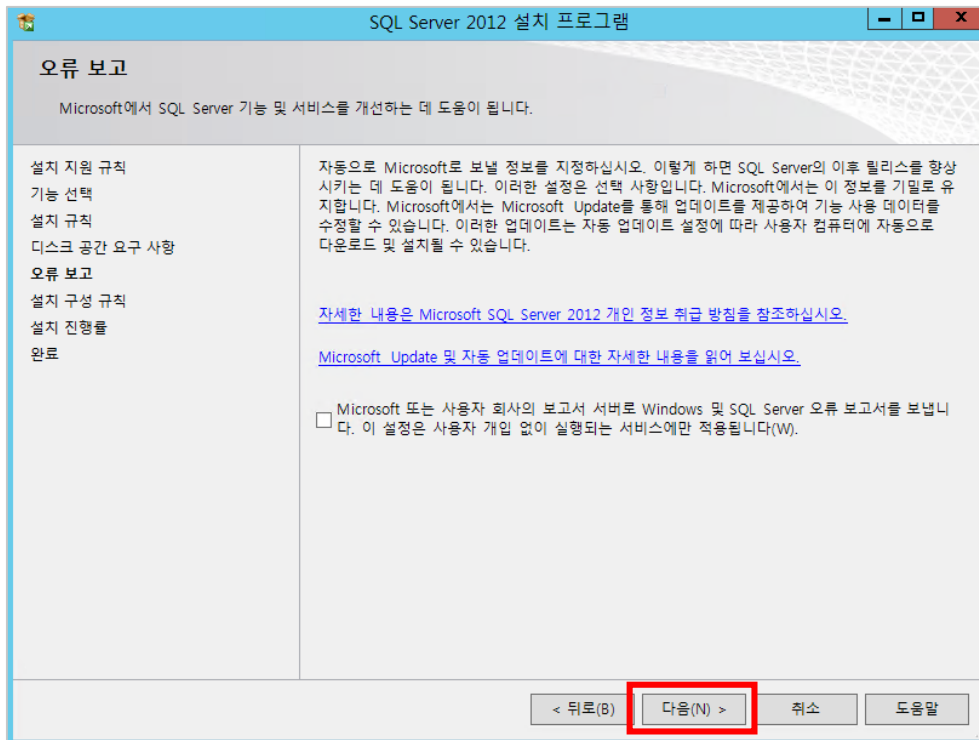 SQL Server 2012 설치 프로그램
오류 보고
Microsoft에서 SQL Server 기능 및 서비스를 개선하는 데 도움이 됩니다.
설치 지원 규칙
기능 선택
설치 규칙
디스크 공간 요구 사항
오류 보고
설치 구성 규칙
설치 진행률
완료
자동으로 Microsoft로 보낼 정보를 지정하십시오. 이렇게 하면 SQL Server의 이후 릴리스를 향상
시키는 데 도움이 됩니다. 이러한 설정은 선택 사항입니다. Microsoft에서는 이 정보를 기밀로 유
지합니다. Microsoft에서는 Microsoft Update를 통해 업데이트를 제공하여 기능 사용 데이터를
수정할 수 있습니다. 이러한 업데이트는 자동 업데이트 설정에 따라 사용자 컴퓨터에 자동으로
다운로드 및 설치될 수 있습니다.
자세한 내용은 Microsoft SQL Server 2012 개인 정보 취급 방침을 참조하십시오.
Microsoft Update 및 자동 업데이트에 대한 자세한 내용을 읽어 보십시오.
Microsoft 또는 사용자 회사의 보고서 서버로 Windows 및 SQL Server 오류 보고서를 보냅니
다. 이 설정은 사용자 개입 없이 실행되는 서비스에만 적용됩니다(W).
< 뒤로(B)
다음(N) >
취소
도움말